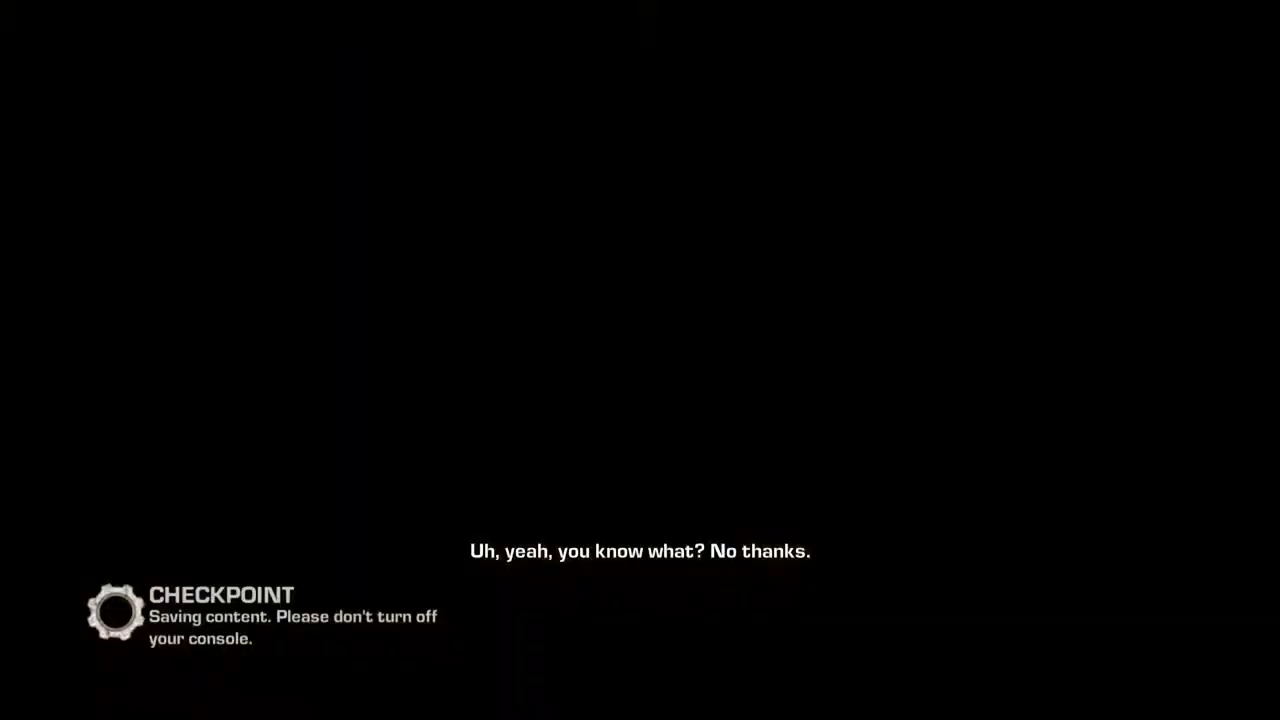 Uh, yeah, you know what? No thanks.
CHECKPOINT
Saving content. Please don't turn off
your console.